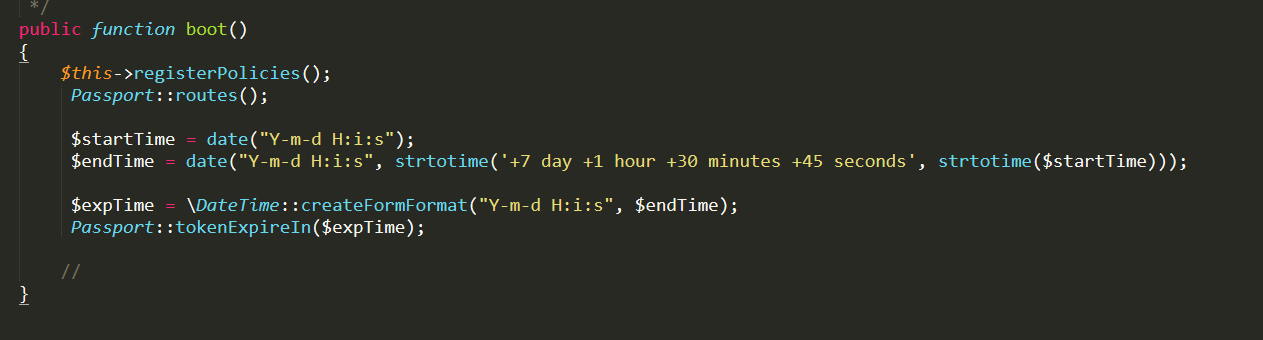 */
public function boot()
{
$this->registerPolicies();
Passport::routes();
$startTime = date("Y-m-d H:i:s");
$endTime = date("Y-m-d H:i:s", strtotime('+7 day +1 hour +30 minutes +45 seconds', strtotime($startTime)));
$expTime = \DateTime::createFormFormat("Y-m-d H:i:s", $endTime);
Passport::tokenExpireIn($expTime);
//
}